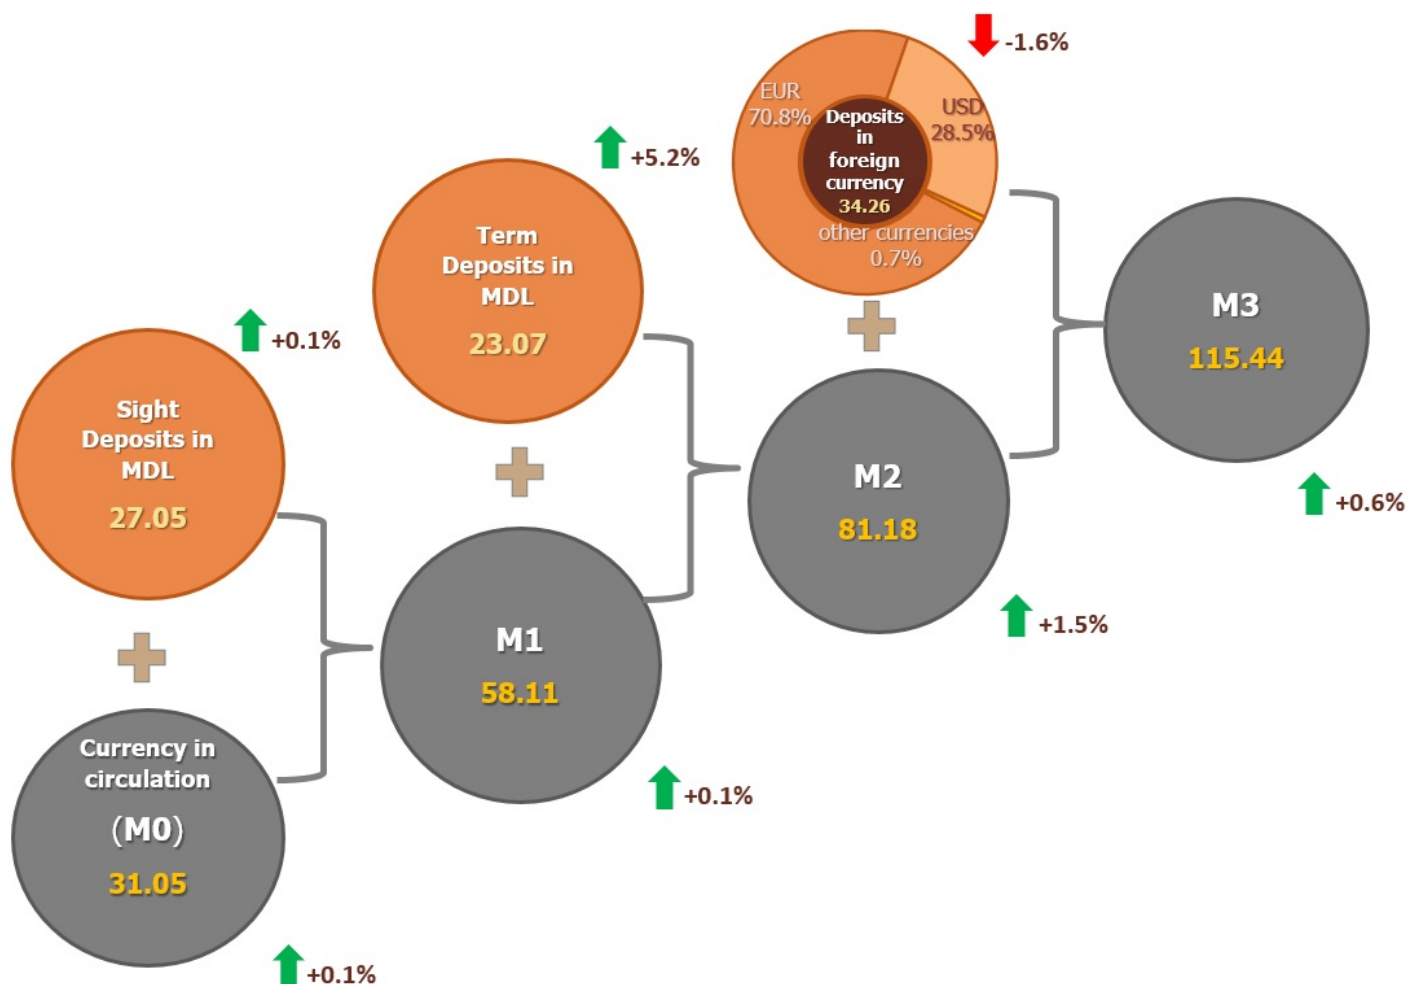 -1.6%
EUR
70.8%
USD
28.5%
Deposits
in
foreign
currency
34.26
other currencies
0.7%
+5.2%
Term
Deposits in
MDL
23.07
+0.1%
Sight
Deposits in
MDL
27.05
M3
115.44
+0.6%
M2
81.18
+1.5%
M1
58.11
+0.1%
Currency in
circulation
(M0)
31.05
+0.1%